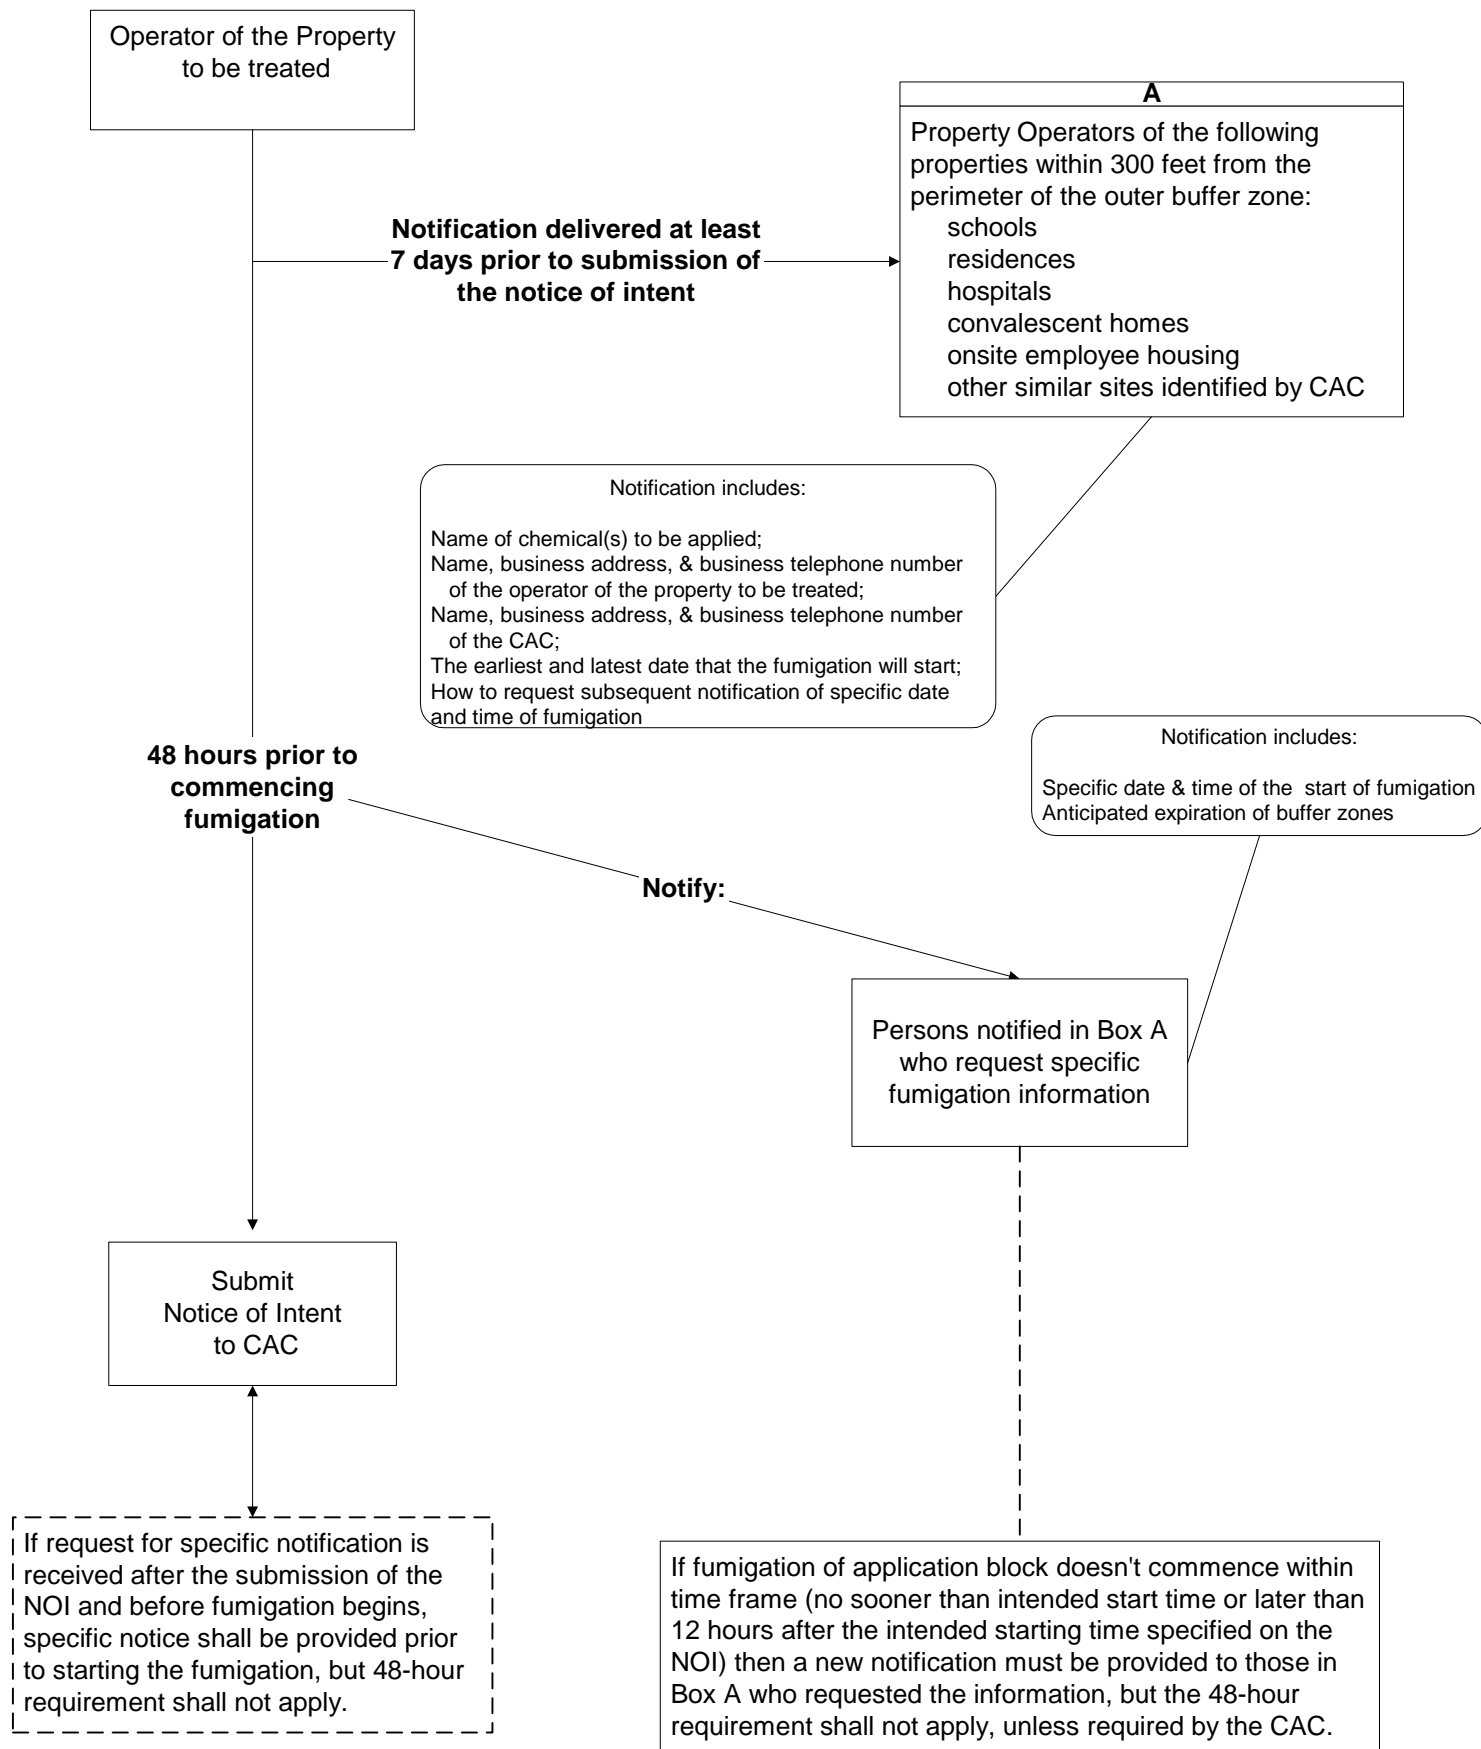 Operator of the Property
to be treated
A
Property Operators of the following
properties within 300 feet from the
perimeter of the outer buffer zone:
schools
residences
hospitals
convalescent homes
onsite employee housing
other similar sites identified by CAC
Notification delivered at least
7 days prior to submission of
the notice of intent
Notification includes:
Name of chemical(s) to be applied;
Name, business address, & business telephone number
of the operator of the property to be treated;
Name, business address, & business telephone number
of the CAC;
The earliest and latest date that the fumigation will start;
How to request subsequent notification of specific date
and time of fumigation
Notification includes:
Specific date & time of the start of fumigation
Anticipated expiration of buffer zones
48 hours prior to
commencing
fumigation
Notify:
Persons notified in Box A
who request specific
fumigation information
Submit
Notice of Intent
to CAC
If request for specific notification is
received after the submission of the
NOI and before fumigation begins,
specific notice shall be provided prior
to starting the fumigation, but 48-hour
requirement shall not apply.
If fumigation of application block doesn't commence within
time frame (no sooner than intended start time or later than
12 hours after the intended starting time specified on the
NOI) then a new notification must be provided to those in
Box A who requested the information, but the 48-hour
requirement shall not apply, unless required by the CAC.